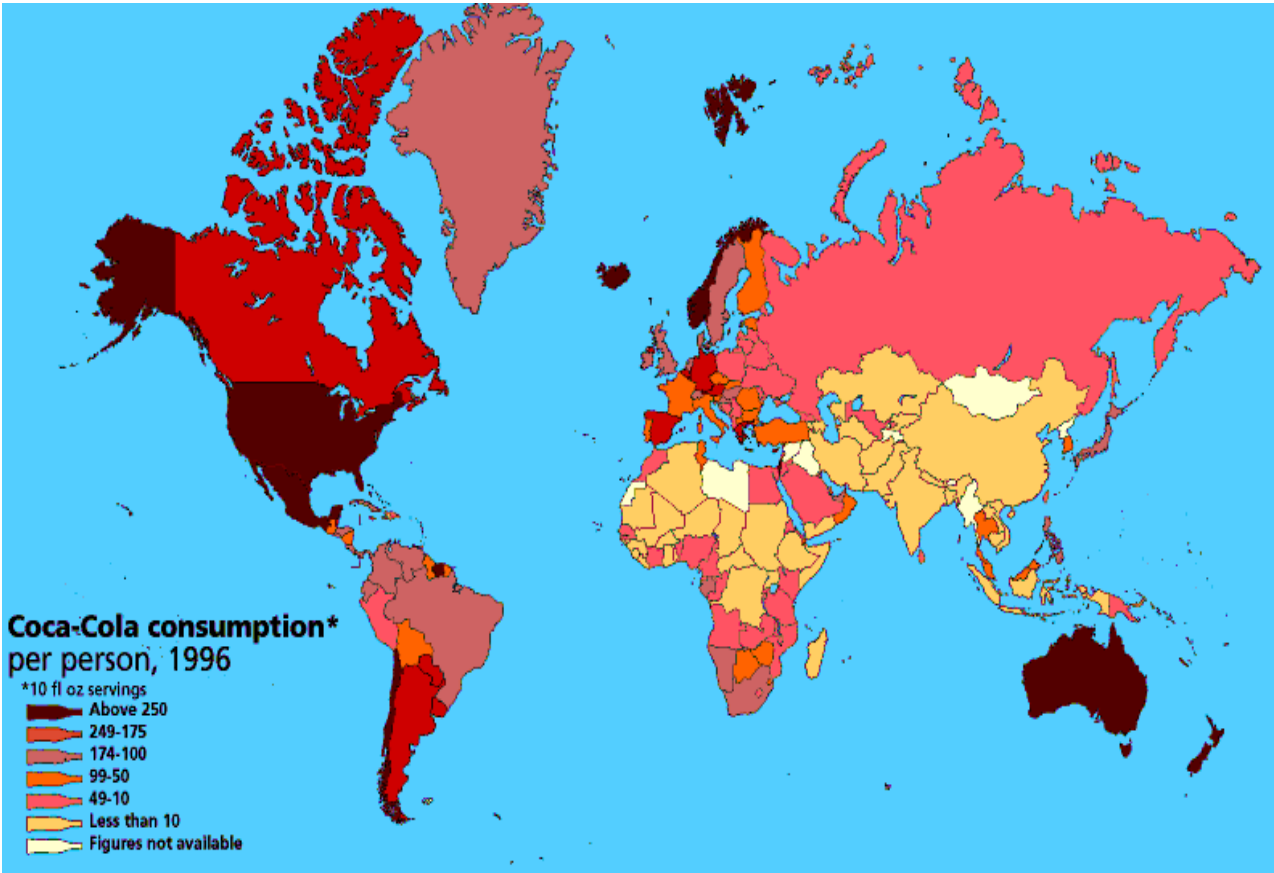 Coca-Cola consumption*
per person, 1996
*10 fl oz servings
Above 250
249-175
174-100
99-50
49-10
Less than 10
Figures not available